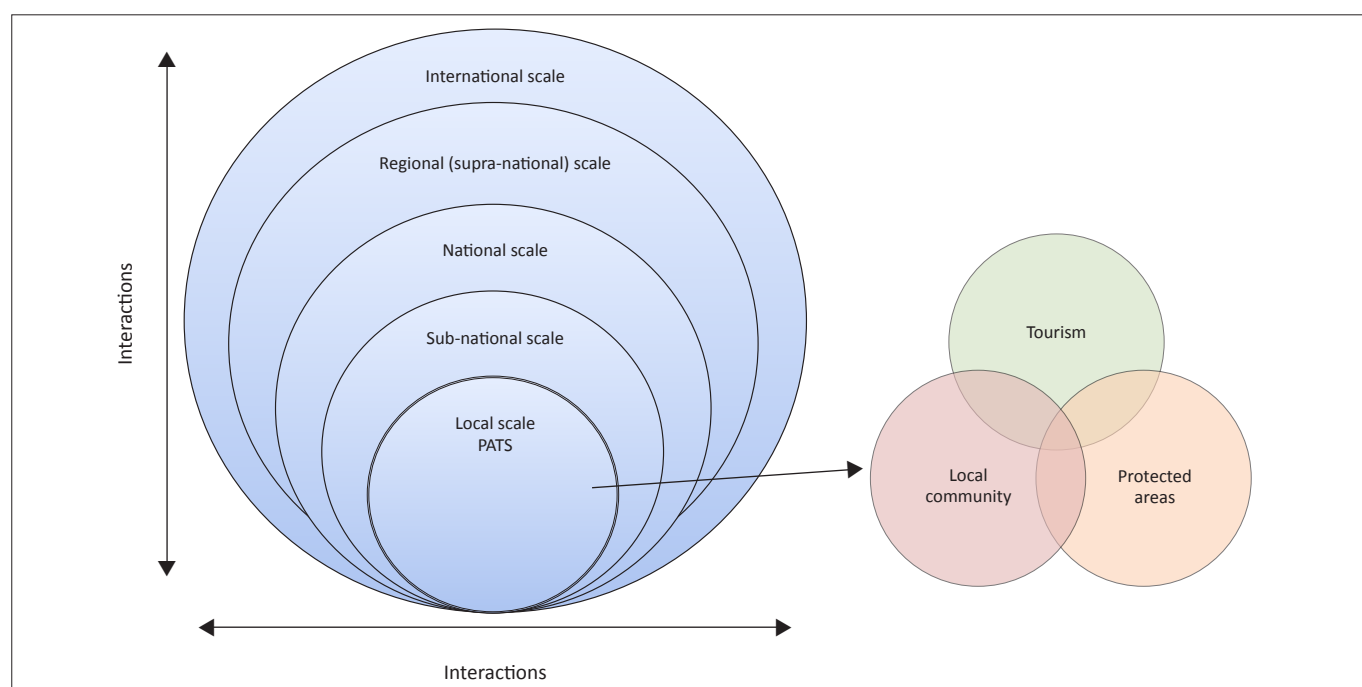 International scale
Regional (supra-national) scale
National scale
Sub-national scale
Local scale
PATS
Interactions
Interactions
Tourism
Local
community
Protected
areas